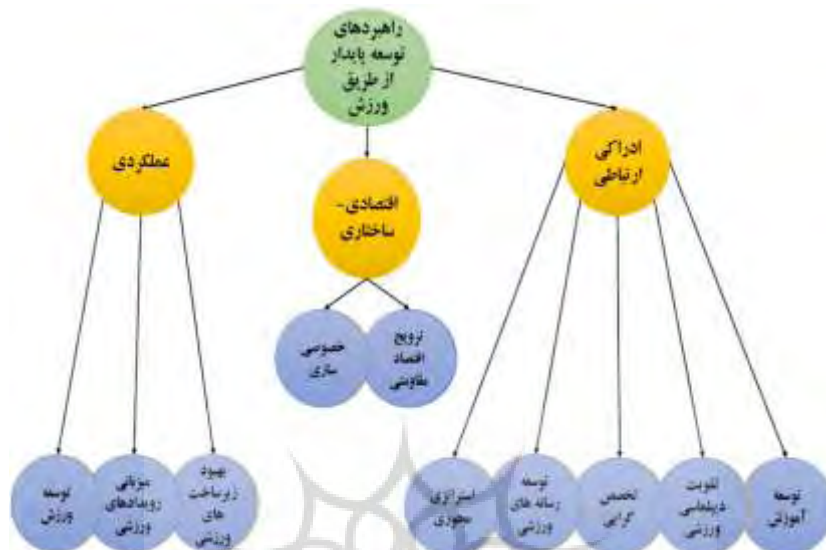 راهبردهای
توسعه پایدار
از طریق
ورزش
ادراکی
ارتباطی
اقتصادی-
ساختاری
عملکردی
ترویج
اقتصاد
مقاومتی
خصوصی
سازی
توسعه
آموزش
تقویت
دیپلماسی
ورزشی
تخصص
گرایی
توسعه
رسانه های
ورزشی
استراتژی
محوری
بهبود
زیرساخت
های
ورزشی
میزبانی
رویدادهای
ورزشی
توسعه
ورزش